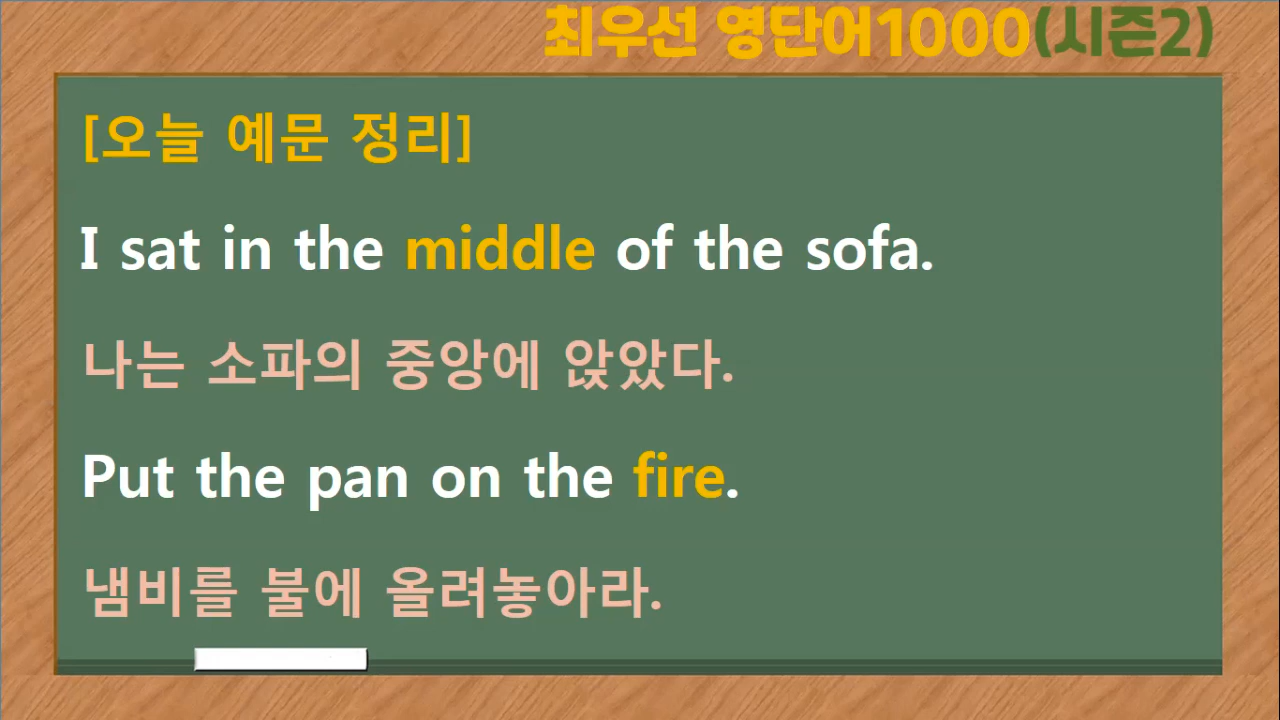 최우선 영단어1000(시즌2)
[오늘 예문 정리]
I sat in the middle of the sofa.
나는 소파의 중앙에 앉았다.
Put the pan on the fire.
냄비를 불에 올려놓아라.